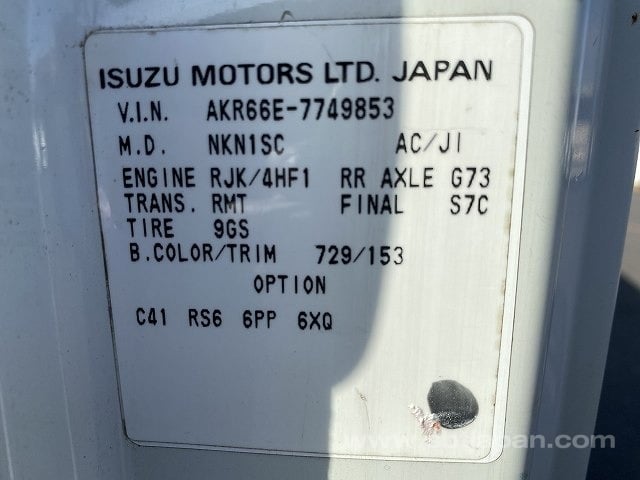 ISUZU MOTORS LTD. JAPAN
V.I.N. AKR66E-7749853
M.D. NKN1SC AC/JI
ENGINE RJK/4HF1 RR AXLE G73
TRANS. RMT FINAL S7C
TIRE 9GS
B.COLOR/TRIM 729/153
OPTION
C41 RS6 6PP 6XQ